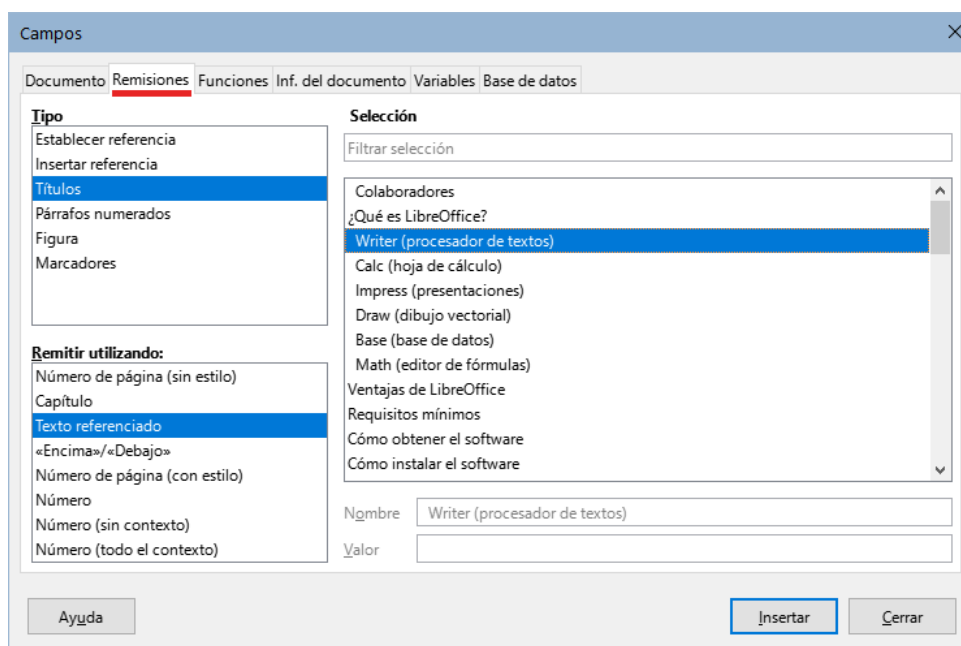 Campos
Documento Remisiones Funciones Inf. del documento Variables Base de datos
Tipo
Establecer referencia
Insertar referencia
Títulos
Párrafos numerados
Figura
Marcadores
Remitir utilizando:
Número de página (sin estilo)
Capítulo
Texto referenciado
«Encima»/«Debajo»
Número de página (con estilo)
Número
Número (sin contexto)
Número (todo el contexto)
Selección
Filtrar selección
Colaboradores
¿Qué es LibreOffice?
Writer (procesador de textos)
Calc (hoja de cálculo)
Impress (presentaciones)
Draw (dibujo vectorial)
Base (base de datos)
Math (editor de fórmulas)
Ventajas de LibreOffice
Requisitos mínimos
Cómo obtener el software
Cómo instalar el software
Nombre Writer (procesador de textos)
Valor
Ayuda Insertar Cerrar